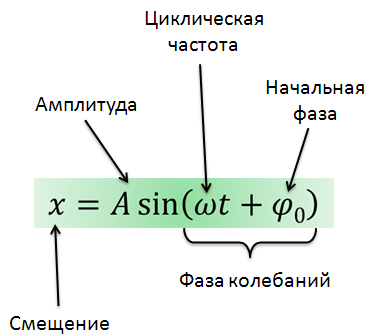 Циклическая
частота
Начальная
фаза
Амплитуда
x = A sin(ωt + φ₀)
Фаза колебаний
Смещение